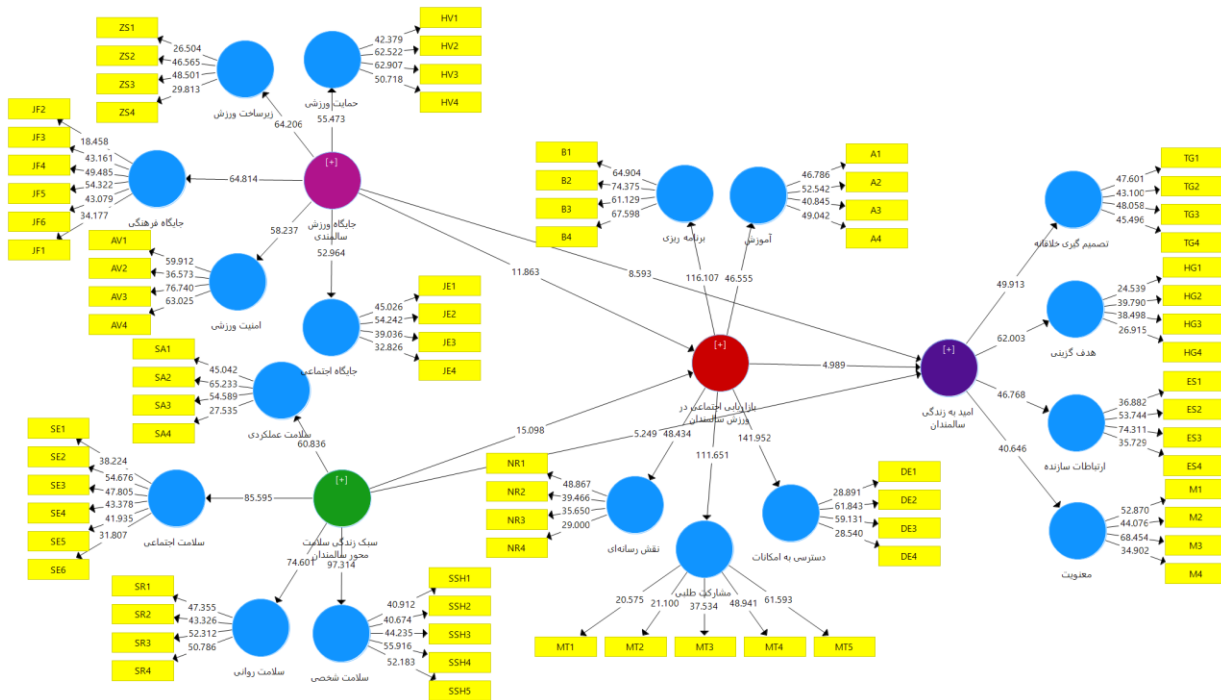 ZS1
ZS2
ZS3
ZS4
26.504
46.565
48.501
29.813
زیرساخت ورزش
HV1
HV2
HV3
HV4
42.379
62.522
62.907
50.718
حمایت ورزشی
64.206
55.473
JF2
JF3
JF4
JF5
JF6
JF1
18.458
43.161
49.485
54.322
43.079
34.177
جایگاه فرهنگی
64.814
[+]
جایگاه ورزش
سالمندی
58.237
52.964
AV1
AV2
AV3
AV4
59.912
36.573
76.740
63.025
امنیت ورزشی
JE1
JE2
JE3
JE4
45.026
54.242
39.036
32.826
جایگاه اجتماعی
SA1
SA2
SA3
SA4
45.042
65.233
54.589
27.535
سلامت عملکردی
60.836
SE1
SE2
SE3
SE4
SE5
SE6
38.224
54.676
47.805
43.378
41.935
31.807
سلامت اجتماعی
85.595
[+]
سبک زندگی سلامت
محور سالمندان
74.601
97.314
SR1
SR2
SR3
SR4
47.355
43.326
52.312
50.786
سلامت روانی
SSH1
SSH2
SSH3
SSH4
SSH5
40.912
40.674
44.235
55.916
52.183
سلامت شخصی
11.863
8.593
15.098
5.249
4.989
B1
B2
B3
B4
64.904
74.375
61.129
67.598
برنامه ریزی
A1
A2
A3
A4
46.786
52.542
40.845
49.042
آموزش
116.107
46.555
[+]
بازاریابی اجتماعی در
ورزش سالمندان
48.434
111.651
141.952
NR1
NR2
NR3
NR4
48.867
39.466
35.650
29.000
نقش رسانه‌ای
DE1
DE2
DE3
DE4
28.891
61.843
59.131
28.540
دسترسی به امکانات
مشارکت طلبی
20.575
21.100
37.534
48.941
61.593
MT1
MT2
MT3
MT4
MT5
[+]
امید به زندگی
سالمندان
49.913
62.003
46.768
40.646
TG1
TG2
TG3
TG4
47.601
43.100
48.058
45.496
تصمیم گیری خلاقانه
HG1
HG2
HG3
HG4
24.539
39.790
38.498
26.915
هدف گزینی
ES1
ES2
ES3
ES4
36.882
53.744
74.311
35.729
ارتباطات سازنده
M1
M2
M3
M4
52.870
44.076
68.454
34.902
معنویت